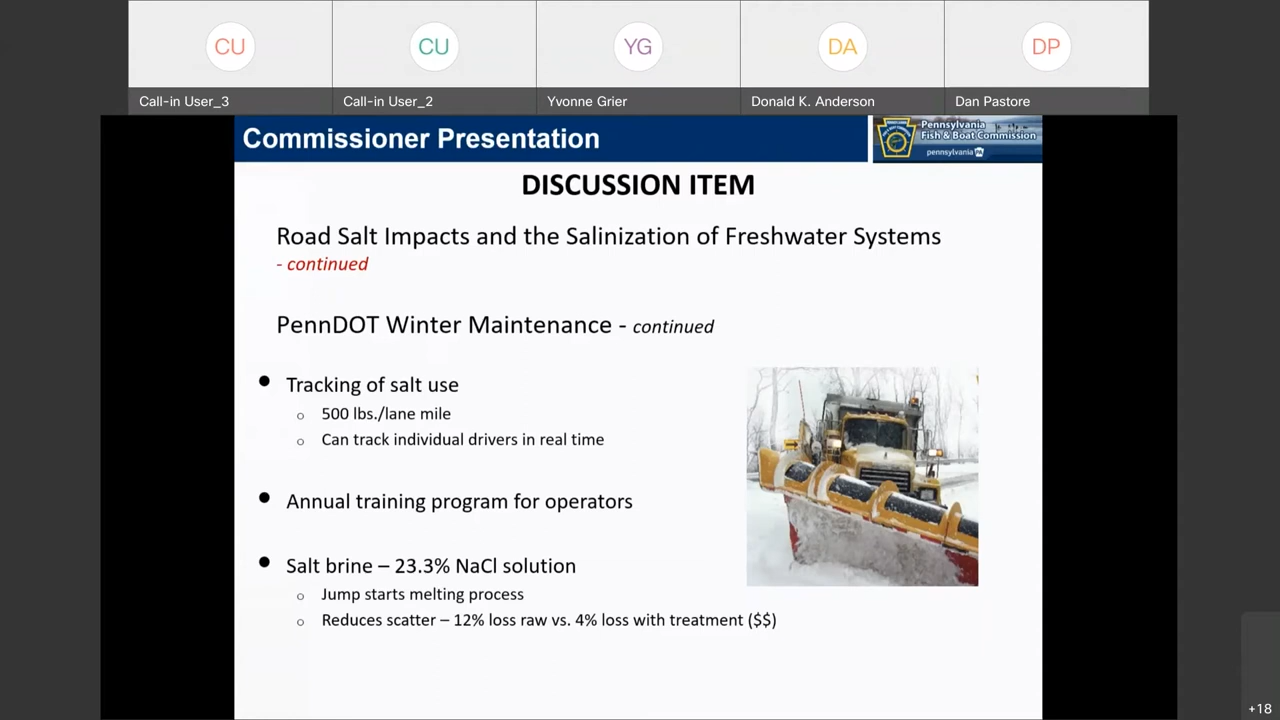 CU
CU
YG
DA
DP
Call-in User_3
Call-in User_2
Yvonne Grier
Donald K. Anderson
Dan Pastore
Commissioner Presentation
Pennsylvania
Fish & Boat Commission
pennsylvania PA
DISCUSSION ITEM
Road Salt Impacts and the Salinization of Freshwater Systems
- continued
PennDOT Winter Maintenance - continued
• Tracking of salt use
o 500 lbs./lane mile
o Can track individual drivers in real time
• Annual training program for operators
• Salt brine – 23.3% NaCl solution
o Jump starts melting process
o Reduces scatter – 12% loss raw vs. 4% loss with treatment ($$)
+18